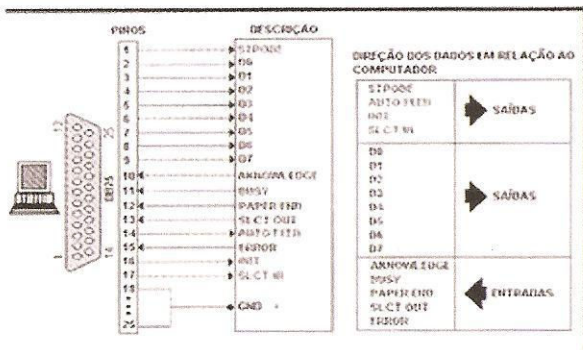 PINOS DESCRIÇÃO
1 STROBE
2 D0
3 D1
4 D2
5 D3
6 D4
7 D5
8 D6
9 D7
10 AKNOWLEDGE
11 BUSY
12 PAPER END
13 SLCT OUT
14 AUTO FEED
15 ERROR
16 INIT
17 SLCT IN
18
GND
25
13
25
DB25
1
14
DIREÇÃO DOS DADOS EM RELAÇÃO AO
COMPUTADOR
STROBE
AUTO FEED
INIT
SLCT IN
SAÍDAS
D0
D1
D2
D3
D4
D5
D6
D7
SAÍDAS
AKNOWLEDGE
BUSY
PAPER END
SLCT OUT
ERROR
ENTRADAS